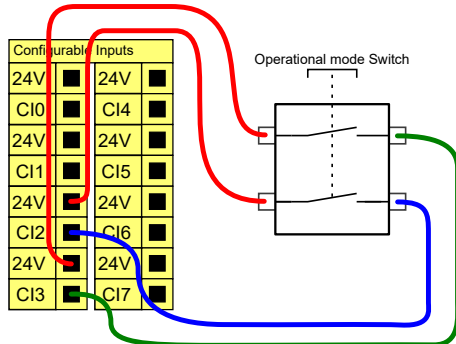 Configurable Inputs
Operational mode Switch
24V 24V
CI0 CI4
24V 24V
CI1 CI5
24V 24V
CI2 CI6
24V 24V
CI3 CI7